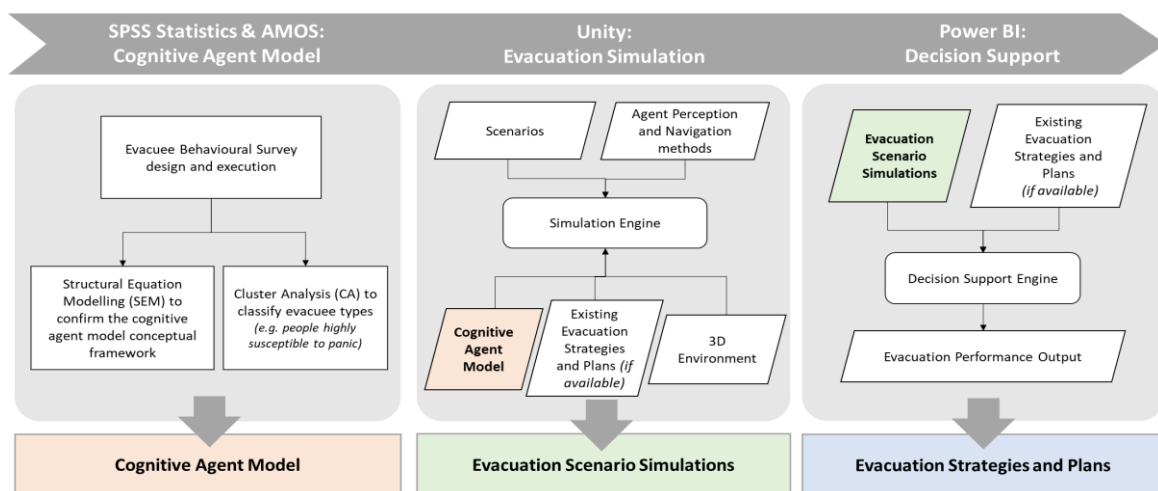 SPSS Statistics & AMOS:
Cognitive Agent Model
Unity:
Evacuation Simulation
Power BI:
Decision Support
Evacuee Behavioural Survey
design and execution
Structural Equation
Modelling (SEM) to
confirm the cognitive
agent model conceptual
framework
Cluster Analysis (CA) to
classify evacuee types
(e.g. people highly
susceptible to panic)
Cognitive Agent Model
Scenarios
Agent Perception
and Navigation
methods
Simulation Engine
Cognitive
Agent
Model
Existing
Evacuation
Strategies
and Plans (if
available)
3D
Environment
Evacuation Scenario Simulations
Evacuation
Scenario
Simulations
Existing
Evacuation
Strategies and
Plans
(if available)
Decision Support Engine
Evacuation Performance Output
Evacuation Strategies and Plans